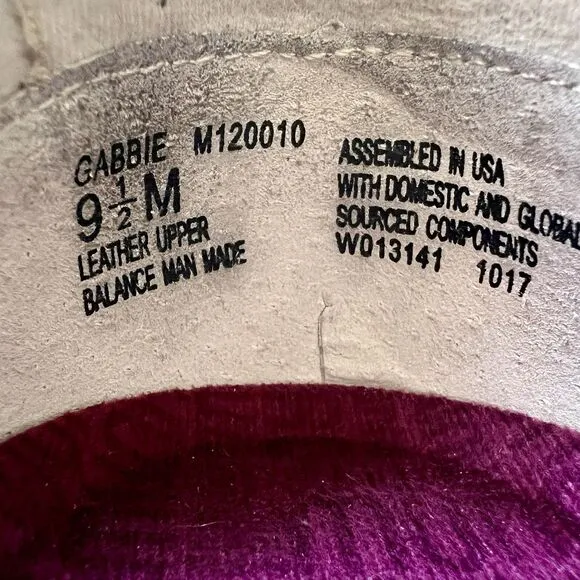 GABBIE M120010
9 1/2 M
LEATHER UPPER
BALANCE MAN MADE
ASSEMBLED IN USA
WITH DOMESTIC AND GLOBAL
SOURCED COMPONENTS
W013141 1017